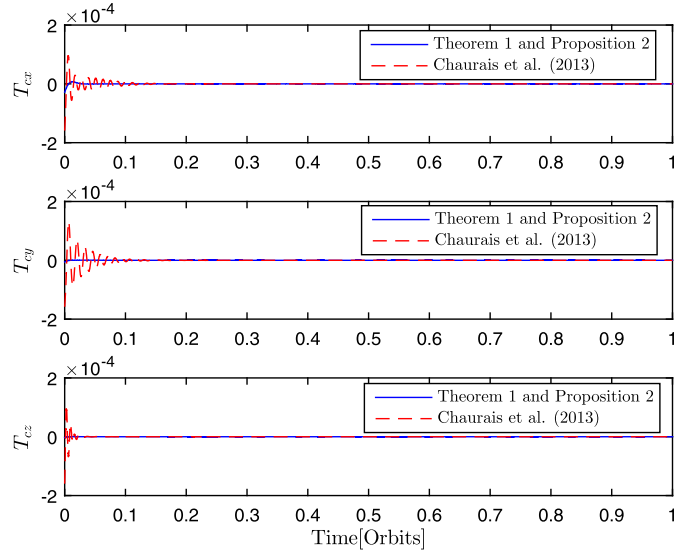 ×10⁻⁴
2
0
-2
T_cx
Theorem 1 and Proposition 2
Chaurais et al. (2013)
0 0.1 0.2 0.3 0.4 0.5 0.6 0.7 0.8 0.9 1
×10⁻⁴
2
0
-2
T_cy
Theorem 1 and Proposition 2
Chaurais et al. (2013)
0 0.1 0.2 0.3 0.4 0.5 0.6 0.7 0.8 0.9 1
×10⁻⁴
2
0
-2
T_cz
Theorem 1 and Proposition 2
Chaurais et al. (2013)
0 0.1 0.2 0.3 0.4 0.5 0.6 0.7 0.8 0.9 1
Time[Orbits]